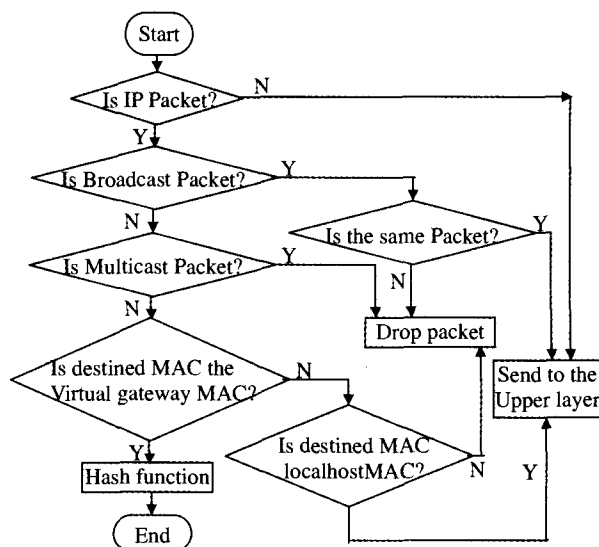 Start
Is IP Packet?
N
Y
Is Broadcast Packet?
Y
N
Is the same Packet?
Y
N
Is Multicast Packet?
Y
N
Drop packet
Is destined MAC the
Virtual gateway MAC?
N
Send to the
Upper layer
Is destined MAC
localhostMAC?
N
Y
Y
Hash function
End